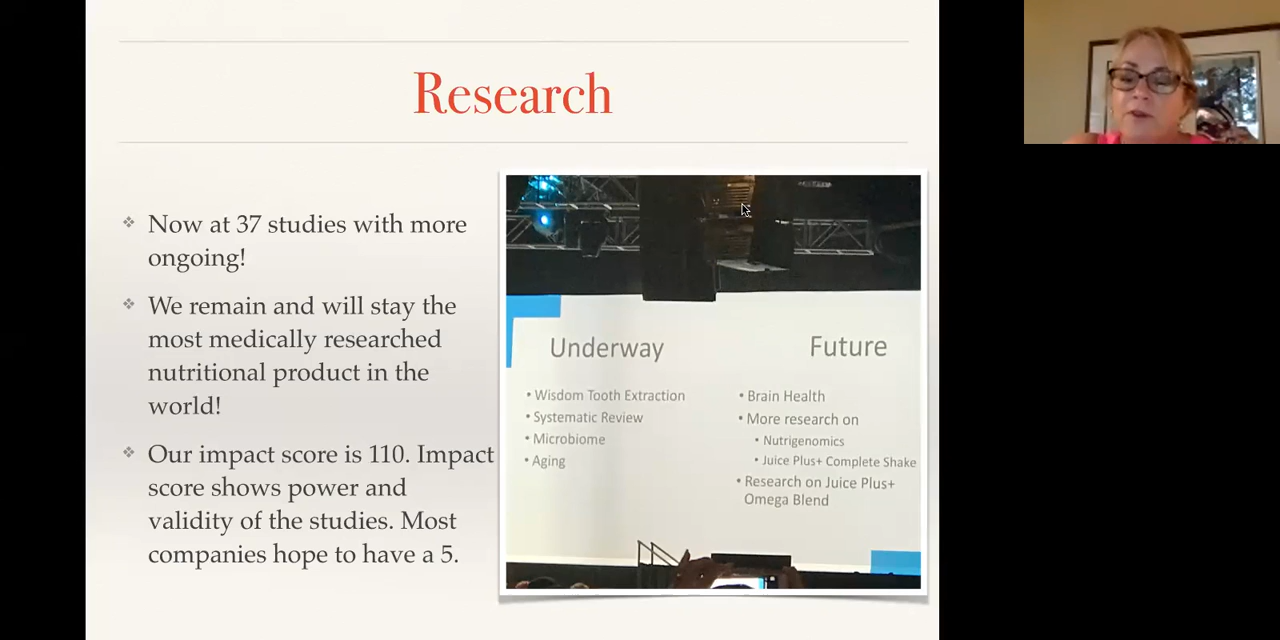 Research
Now at 37 studies with more
ongoing!
We remain and will stay the
most medically researched
nutritional product in the
world!
Our impact score is 110. Impact
score shows power and
validity of the studies. Most
companies hope to have a 5.
Underway
• Wisdom Tooth Extraction
• Systematic Review
• Microbiome
• Aging
Future
• Brain Health
• More research on
• Nutrigenomics
• Juice Plus+ Complete Shake
• Research on Juice Plus+
Omega Blend